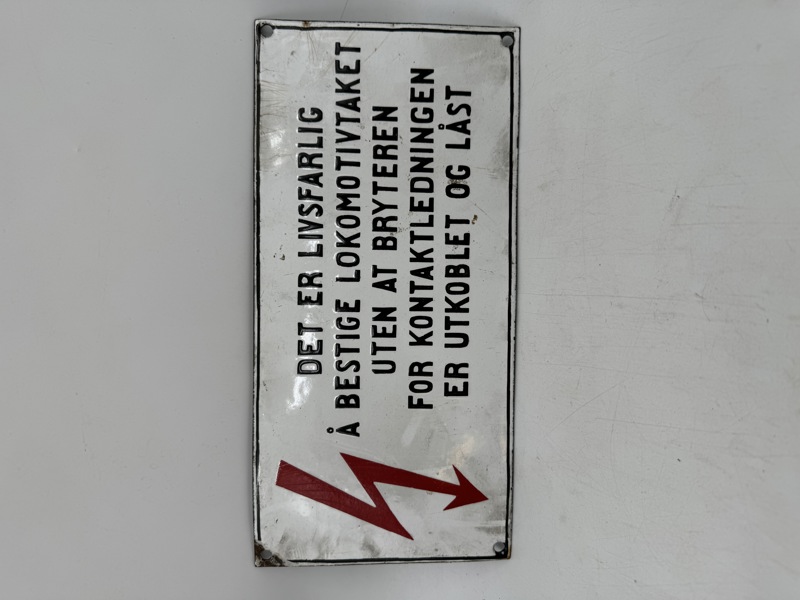 DET ER LIVSFARLIG
Å BESTIGE LOKOMOTIVTAKET
UTEN AT BRYTEREN
FOR KONTAKTLEDNINGEN
ER UTKOBLET OG LÅST